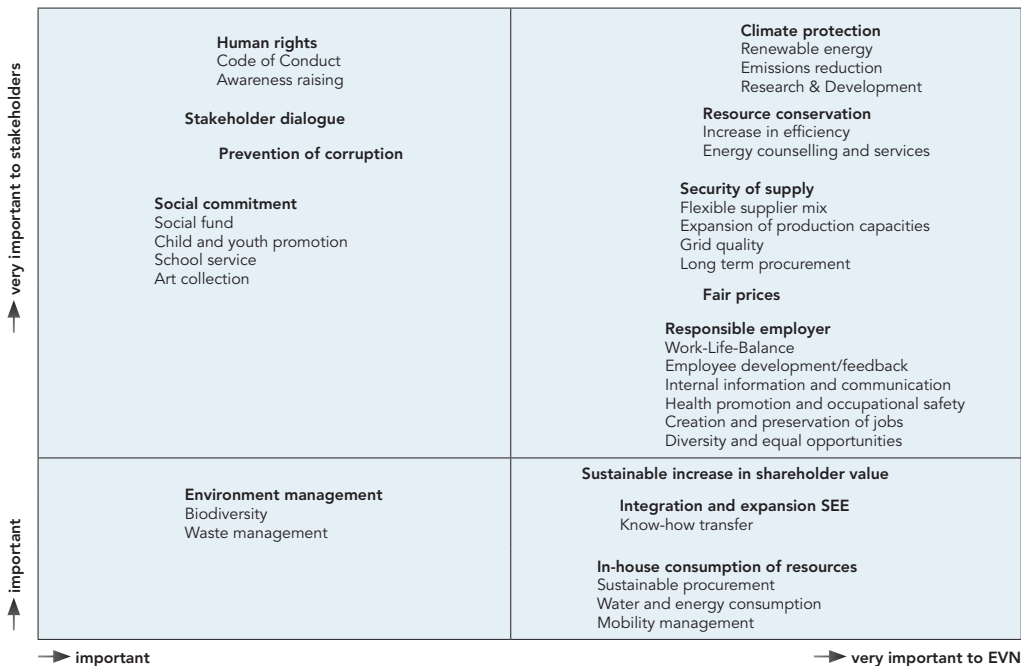 very important to stakeholders
Human rights
Code of Conduct
Awareness raising
Stakeholder dialogue
Prevention of corruption
Social commitment
Social fund
Child and youth promotion
School service
Art collection
Climate protection
Renewable energy
Emissions reduction
Research & Development
Resource conservation
Increase in efficiency
Energy counselling and services
Security of supply
Flexible supplier mix
Expansion of production capacities
Grid quality
Long term procurement
Fair prices
Responsible employer
Work-Life-Balance
Employee development/feedback
Internal information and communication
Health promotion and occupational safety
Creation and preservation of jobs
Diversity and equal opportunities
important
Environment management
Biodiversity
Waste management
Sustainable increase in shareholder value
Integration and expansion SEE
Know-how transfer
In-house consumption of resources
Sustainable procurement
Water and energy consumption
Mobility management
important
very important to EVN